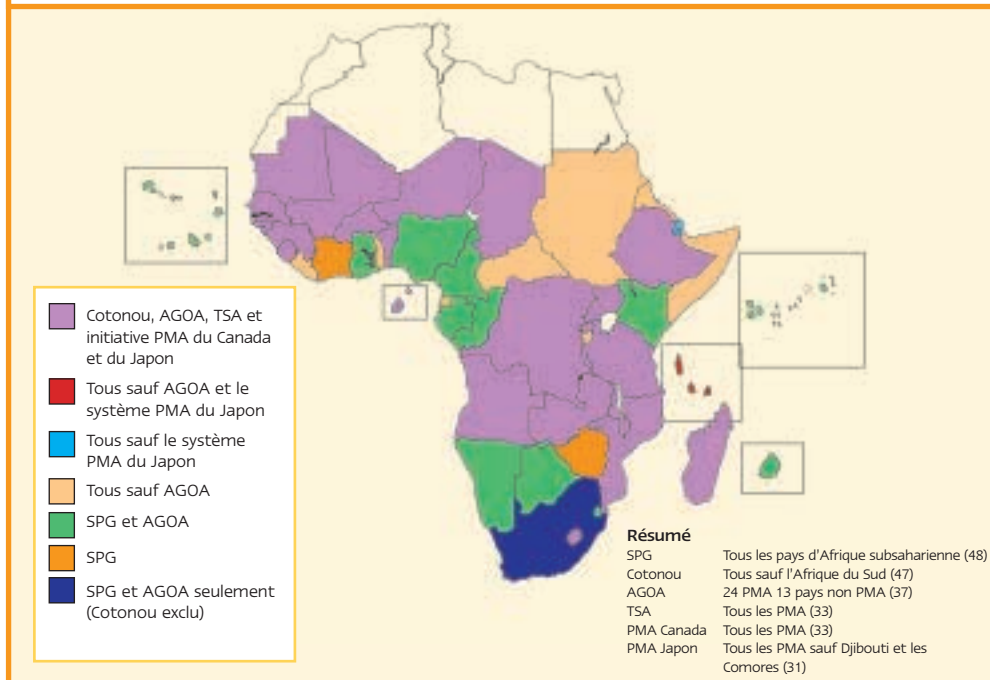 Cotonou, AGOA, TSA et
initiative PMA du Canada
et du Japon
Tous sauf AGOA et le
système PMA du Japon
Tous sauf le système
PMA du Japon
Tous sauf AGOA
SPG et AGOA
SPG
SPG et AGOA seulement
(Cotonou exclu)
Résumé
SPG Tous les pays d'Afrique subsaharienne (48)
Cotonou Tous sauf l'Afrique du Sud (47)
AGOA 24 PMA 13 pays non PMA (37)
TSA Tous les PMA (33)
PMA Canada Tous les PMA (33)
PMA Japon Tous les PMA sauf Djibouti et les
Comores (31)